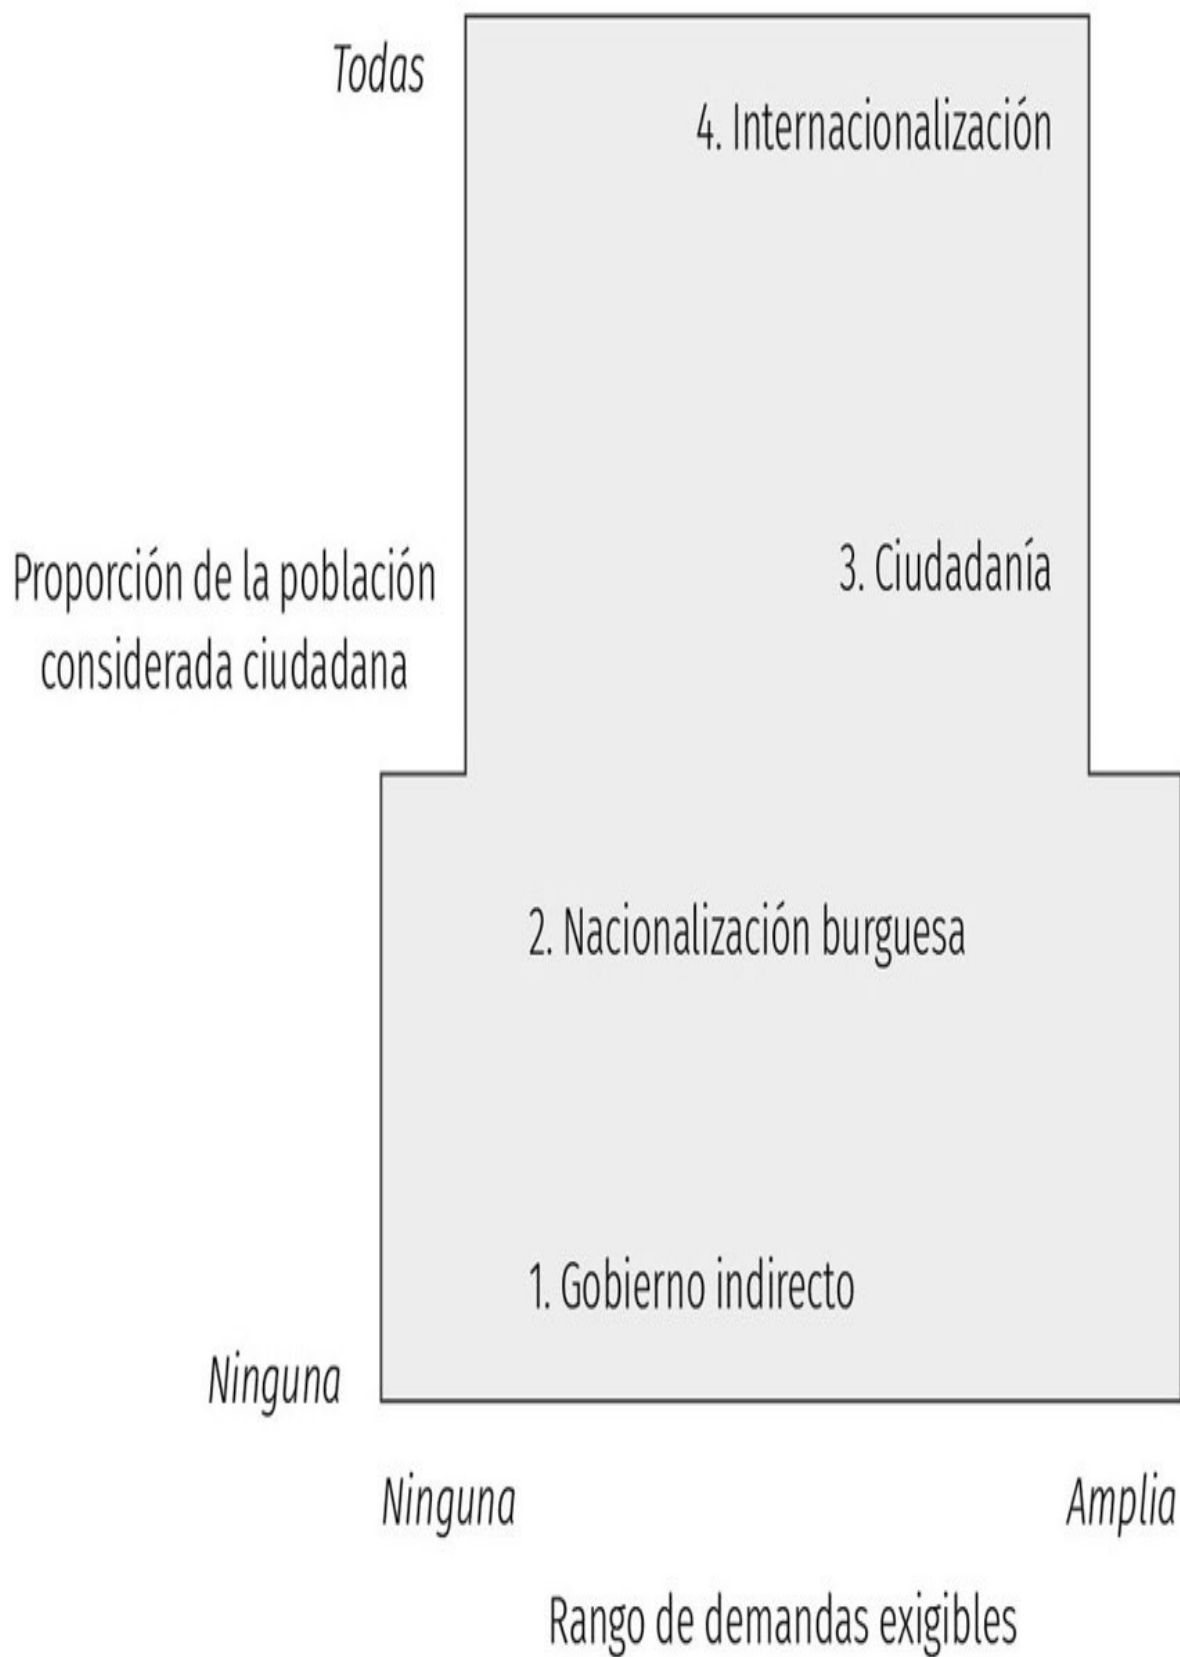 Todas
4. Internacionalización
Proporción de la población
considerada ciudadana
3. Ciudadanía
2. Nacionalización burguesa
1. Gobierno indirecto
Ninguna
Ninguna
Amplia
Rango de demandas exigibles